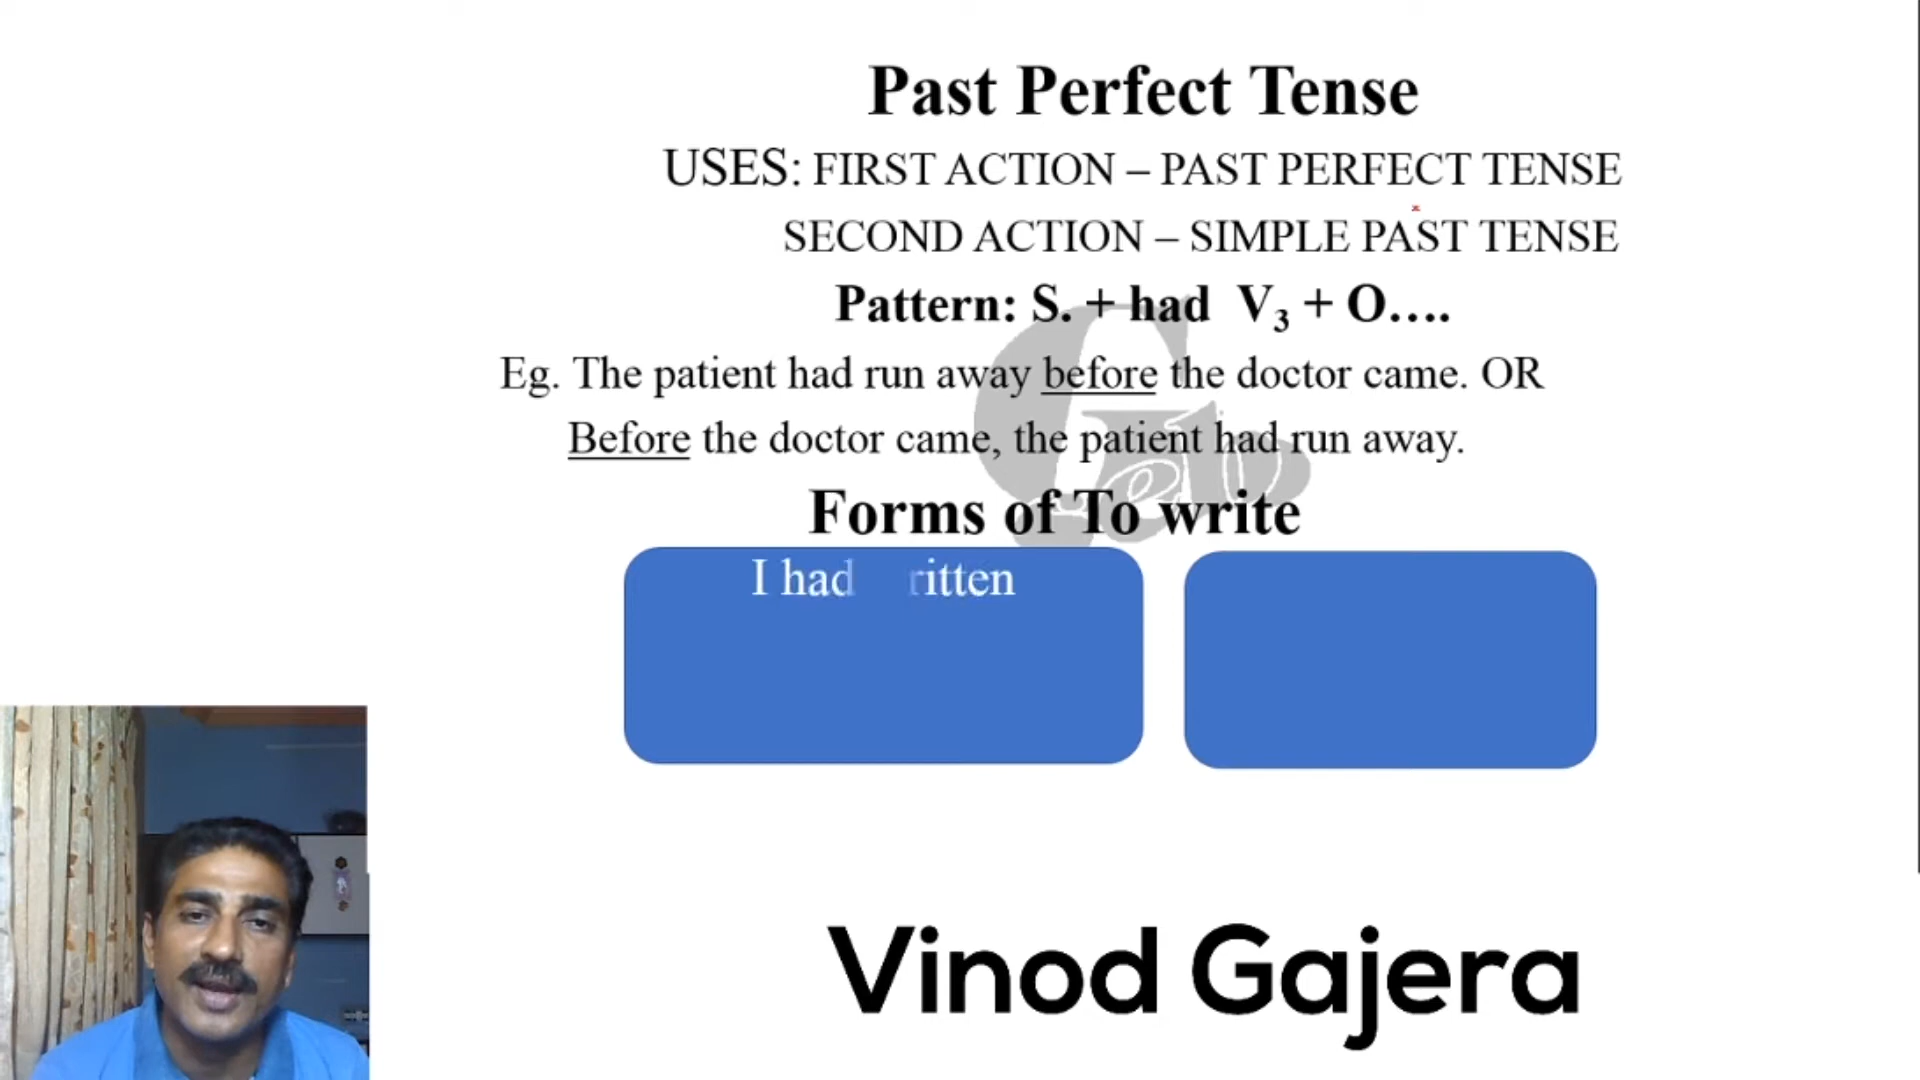 Past Perfect Tense
USES: FIRST ACTION – PAST PERFECT TENSE
SECOND ACTION – SIMPLE PAST TENSE
Pattern: S. + had  V₃ + O….
Eg. The patient had run away before the doctor came. OR
Before the doctor came, the patient had run away.
Forms of To write
I had ritten
Vinod Gajera